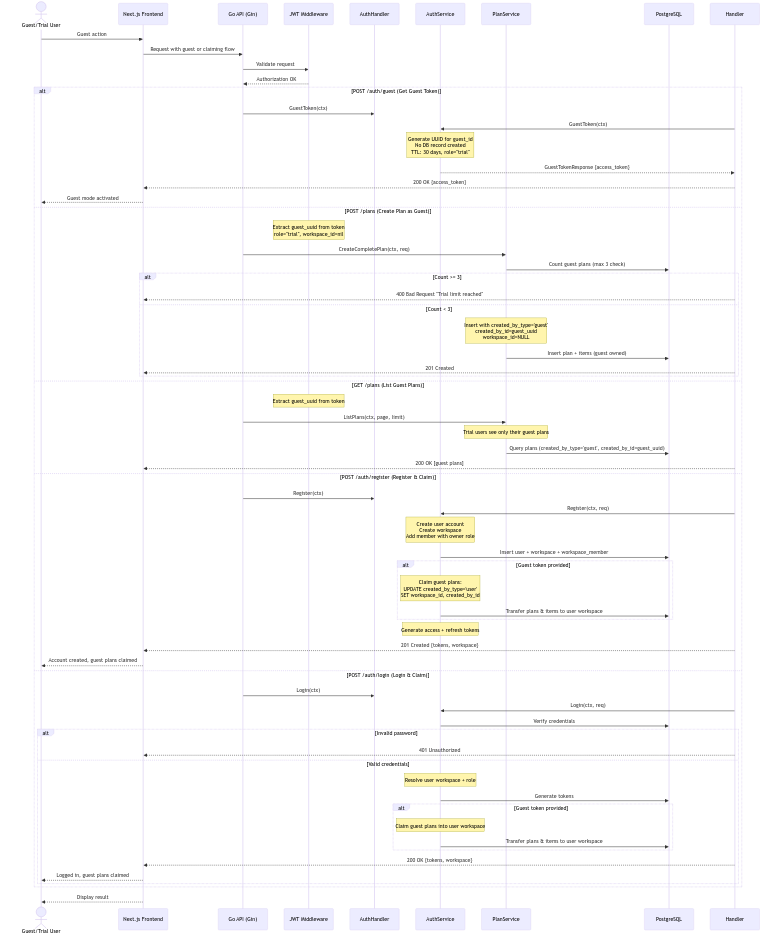 Guest/Trial User
Next.js Frontend
Go API (Gin)
JWT Middleware
AuthHandler
AuthService
PlanService
PostgreSQL
Handler
Guest action
Request with guest or claiming flow
Validate request
Authorization OK
alt
[POST /auth/guest (Get Guest Token)]
GuestToken(ctx)
GuestToken(ctx)
Generate UUID for guest_id
No DB record created
TTL: 30 days, role="trial"
GuestTokenResponse {access_token}
200 OK {access_token}
Guest mode activated
[POST /plans (Create Plan as Guest)]
Extract guest_uuid from token
role="trial", workspace_id=nil
CreateCompletePlan(ctx, req)
Count guest plans (max 3 check)
alt
[Count >= 3]
400 Bad Request "Trial limit reached"
[Count < 3]
Insert with created_by_type='guest'
created_by_id=guest_uuid
workspace_id=NULL
Insert plan + items (guest owned)
201 Created
[GET /plans (List Guest Plans)]
Extract guest_uuid from token
ListPlans(ctx, page, limit)
Trial users see only their guest plans
Query plans (created_by_type='guest', created_by_id=guest_uuid)
200 OK [guest plans]
[POST /auth/register (Register & Claim)]
Register(ctx)
Register(ctx, req)
Create user account
Create workspace
Add member with owner role
Insert user + workspace + workspace_member
alt
[Guest token provided]
Claim guest plans:
UPDATE created_by_type='user'
SET workspace_id, created_by_id
Transfer plans & items to user workspace
Generate access + refresh tokens
201 Created {tokens, workspace}
Account created, guest plans claimed
[POST /auth/login (Login & Claim)]
Login(ctx)
Login(ctx, req)
Verify credentials
alt
[Invalid password]
401 Unauthorized
[Valid credentials]
Resolve user workspace + role
Generate tokens
alt
[Guest token provided]
Claim guest plans into user workspace
Transfer plans & items to user workspace
200 OK {tokens, workspace}
Logged in, guest plans claimed
Display result
Guest/Trial User
Next.js Frontend
Go API (Gin)
JWT Middleware
AuthHandler
AuthService
PlanService
PostgreSQL
Handler